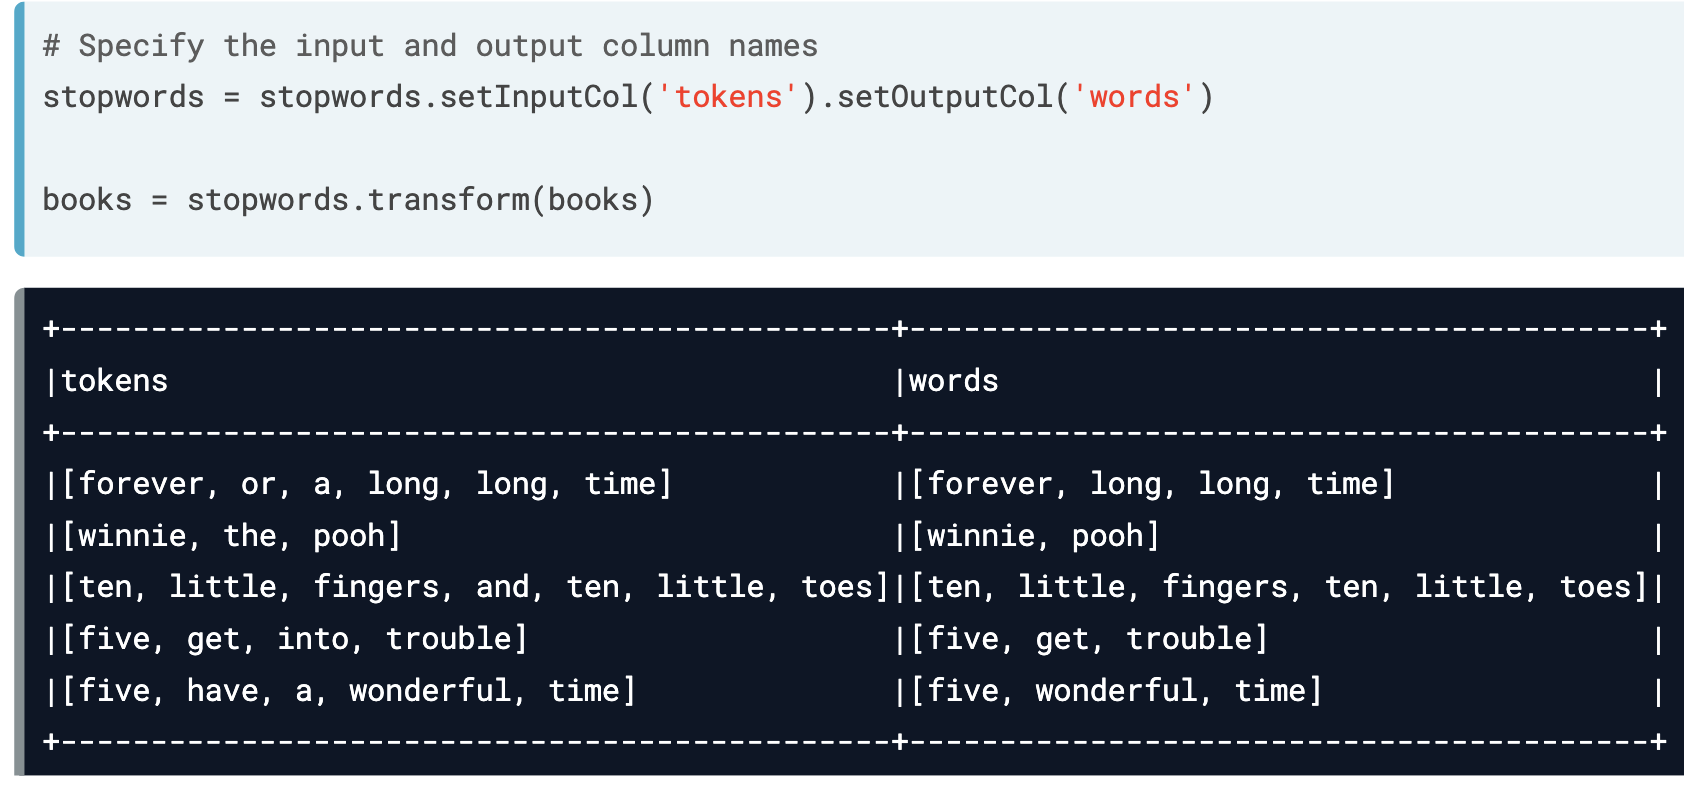 # Specify the input and output column names
stopwords = stopwords.setInputCol('tokens').setOutputCol('words')
books = stopwords.transform(books)
+----------------------------------------------+-----------------------------------------+
|tokens                                        |words                                    |
+----------------------------------------------+-----------------------------------------+
|[forever, or, a, long, long, time]            |[forever, long, long, time]              |
|[winnie, the, pooh]                           |[winnie, pooh]                           |
|[ten, little, fingers, and, ten, little, toes]|[ten, little, fingers, ten, little, toes]|
|[five, get, into, trouble]                    |[five, get, trouble]                     |
|[five, have, a, wonderful, time]              |[five, wonderful, time]                  |
+----------------------------------------------+-----------------------------------------+